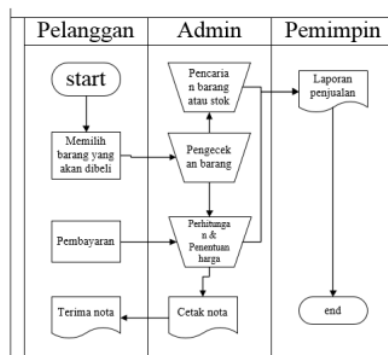 Pelanggan
Admin
Pemimpin
start
Pencaria
n barang
atau stok
Laporan
penjualan
Memilih
barang yang
akan dibeli
Pengecek
an barang
Pembayaran
Perhitunga
n &
Penentuan
harga
Terima nota
Cetak nota
end